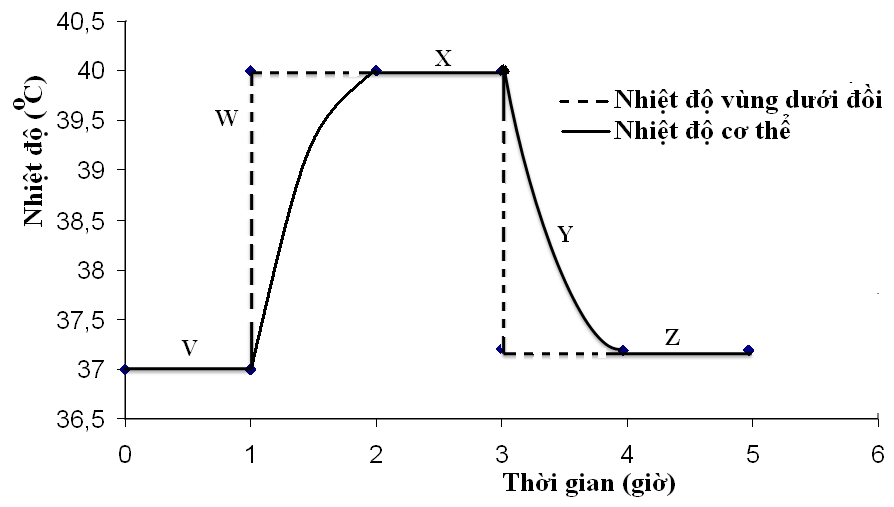 40,5
40
39,5
39
38,5
38
37,5
37
36,5
Nhiệt độ (°C)
V
W
X
Y
Z
Nhiệt độ vùng dưới đồi
Nhiệt độ cơ thể
0 1 2 3 4 5 6
Thời gian (giờ)